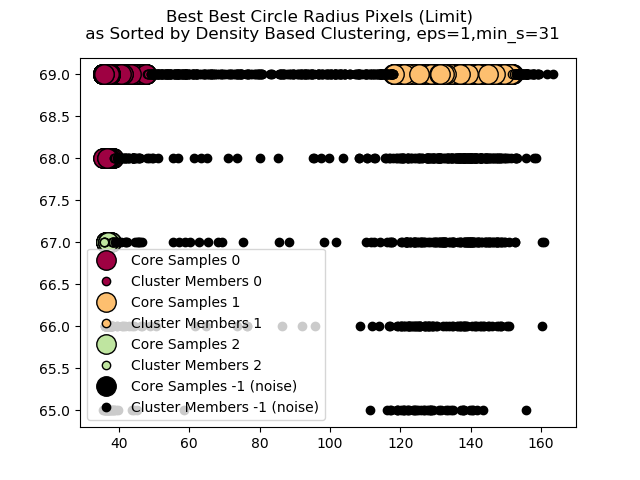 Best Best Circle Radius Pixels (Limit)
as Sorted by Density Based Clustering, eps=1,min_s=31
69.0
68.5
68.0
67.5
67.0
66.5
66.0
65.5
65.0
Core Samples 0
Cluster Members 0
Core Samples 1
Cluster Members 1
Core Samples 2
Cluster Members 2
Core Samples -1 (noise)
Cluster Members -1 (noise)
40 60 80 100 120 140 160